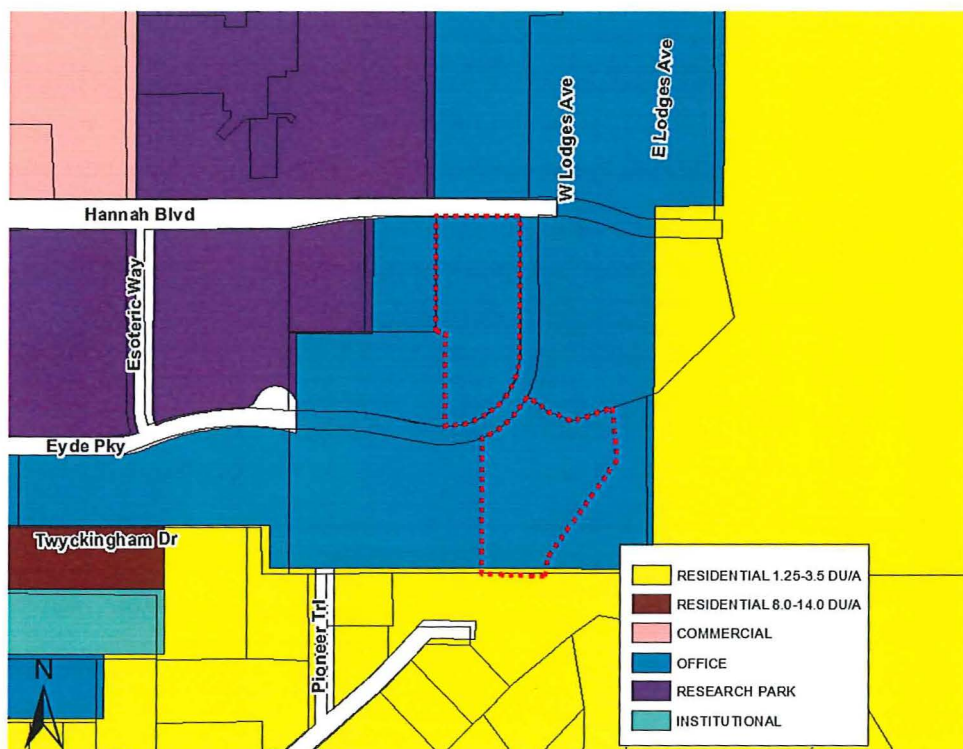 W Lodges Ave
E Lodges Ave
Hannah Blvd
Esoteric Way
Eyde Pky
Twyckingham Dr
Pioneer Trl
N
RESIDENTIAL 1.25-3.5 DU/A
RESIDENTIAL 8.0-14.0 DU/A
COMMERCIAL
OFFICE
RESEARCH PARK
INSTITUTIONAL